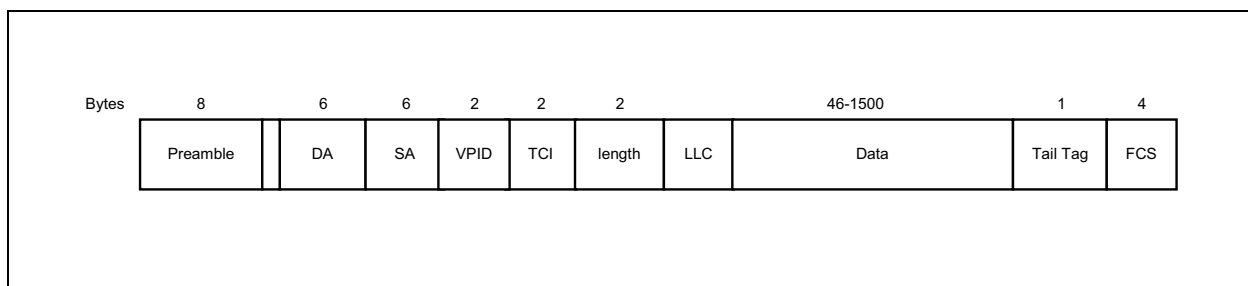 Bytes 8 6 6 2 2 2 46-1500 1 4
Preamble DA SA VPID TCI length LLC Data Tail Tag FCS